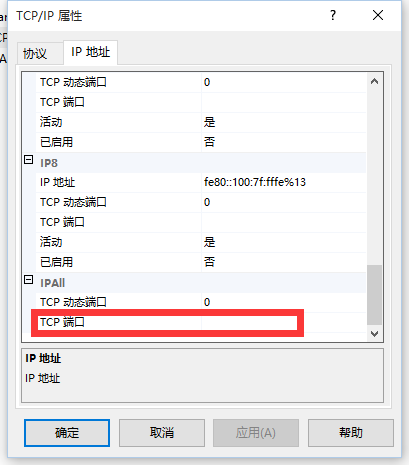 TCP/IP 属性
协议
IP 地址
TCP 动态端口 0
TCP 端口
活动 是
已启用 否
IP8
IP 地址 fe80::100:7f:fffe%13
TCP 动态端口 0
TCP 端口
活动 是
已启用 否
IPAll
TCP 动态端口 0
TCP 端口
IP 地址
IP 地址
确定
取消
应用(A)
帮助